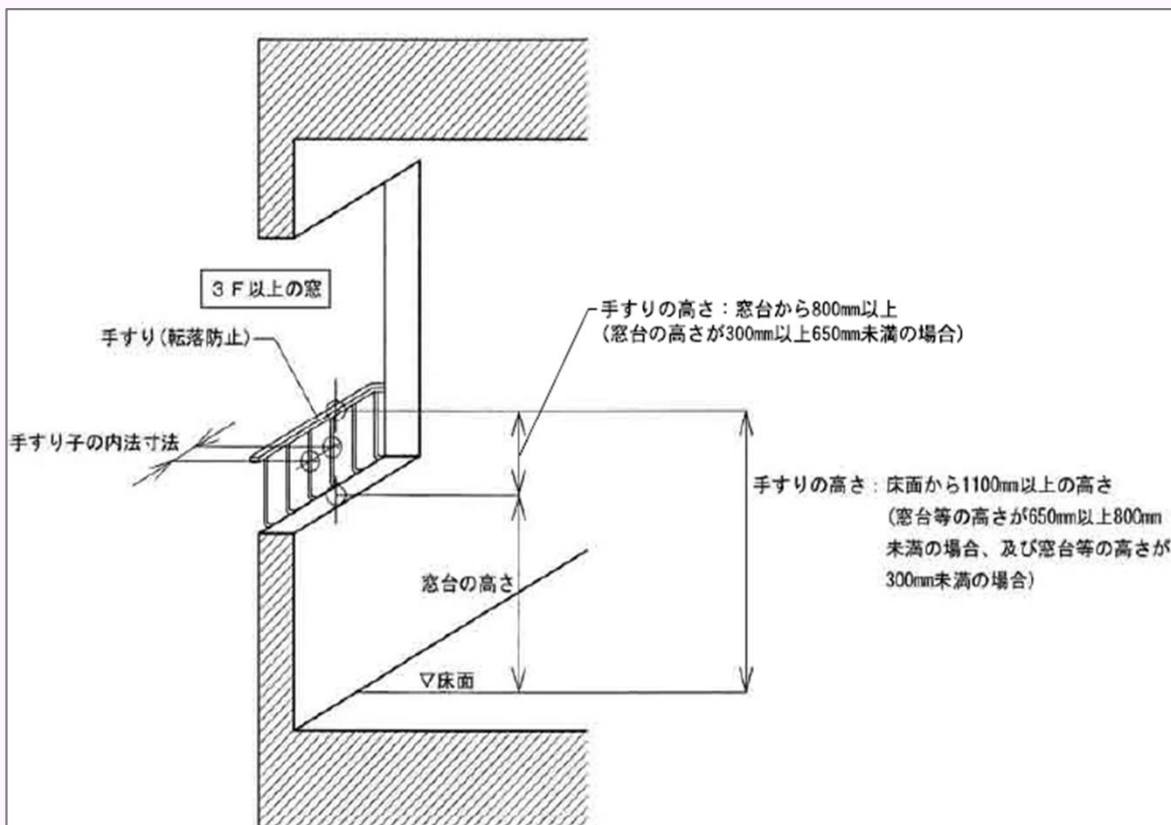 3F以上の窓
手すり(転落防止)
手すり子の内法寸法
手すりの高さ：窓台から800mm以上
(窓台の高さが300mm以上650mm未満の場合)
手すりの高さ：床面から1100mm以上の高さ
(窓台等の高さが650mm以上800mm
未満の場合、及び窓台等の高さが
300mm未満の場合)
窓台の高さ
▽床面